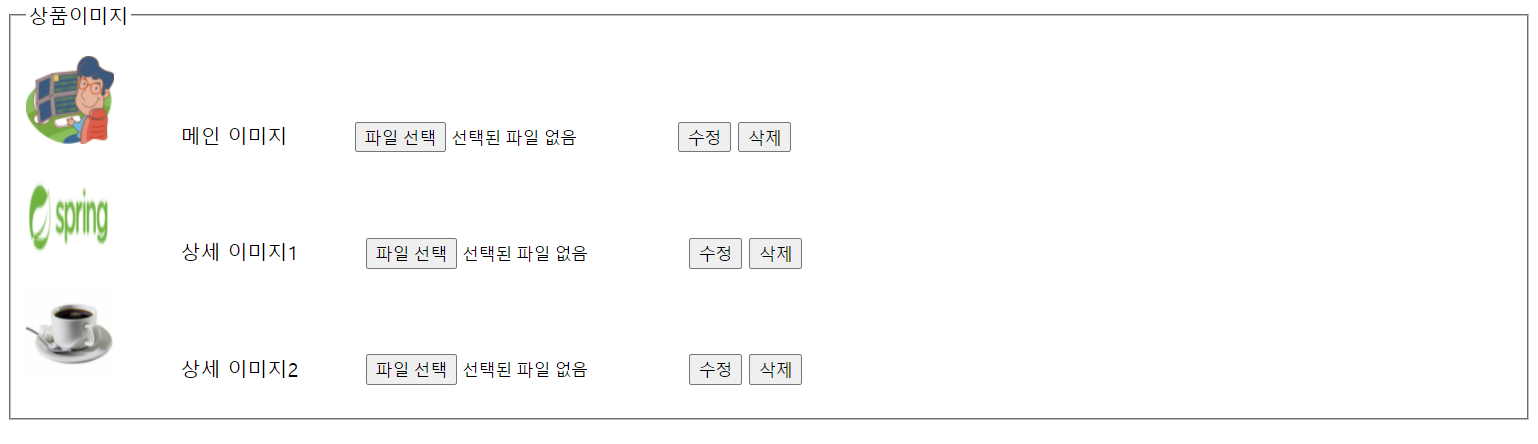 상품이미지
메인 이미지 파일 선택 선택된 파일 없음 수정 삭제
spring
상세 이미지1 파일 선택 선택된 파일 없음 수정 삭제
상세 이미지2 파일 선택 선택된 파일 없음 수정 삭제